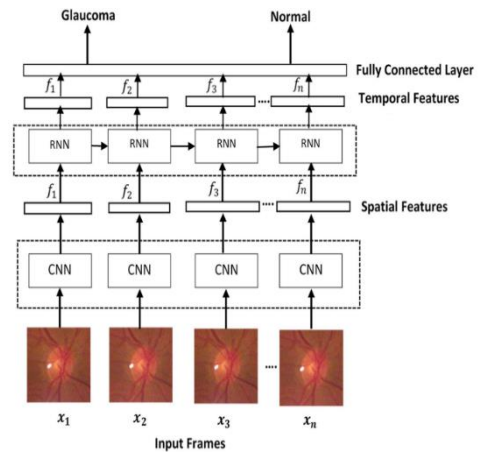 Glaucoma Normal
Fully Connected Layer
f₁ f₂ f₃ fₙ
.... Temporal Features
RNN RNN RNN RNN
f₁ f₂ f₃ fₙ
.... Spatial Features
CNN CNN CNN CNN
....
x₁ x₂ x₃ xₙ
Input Frames